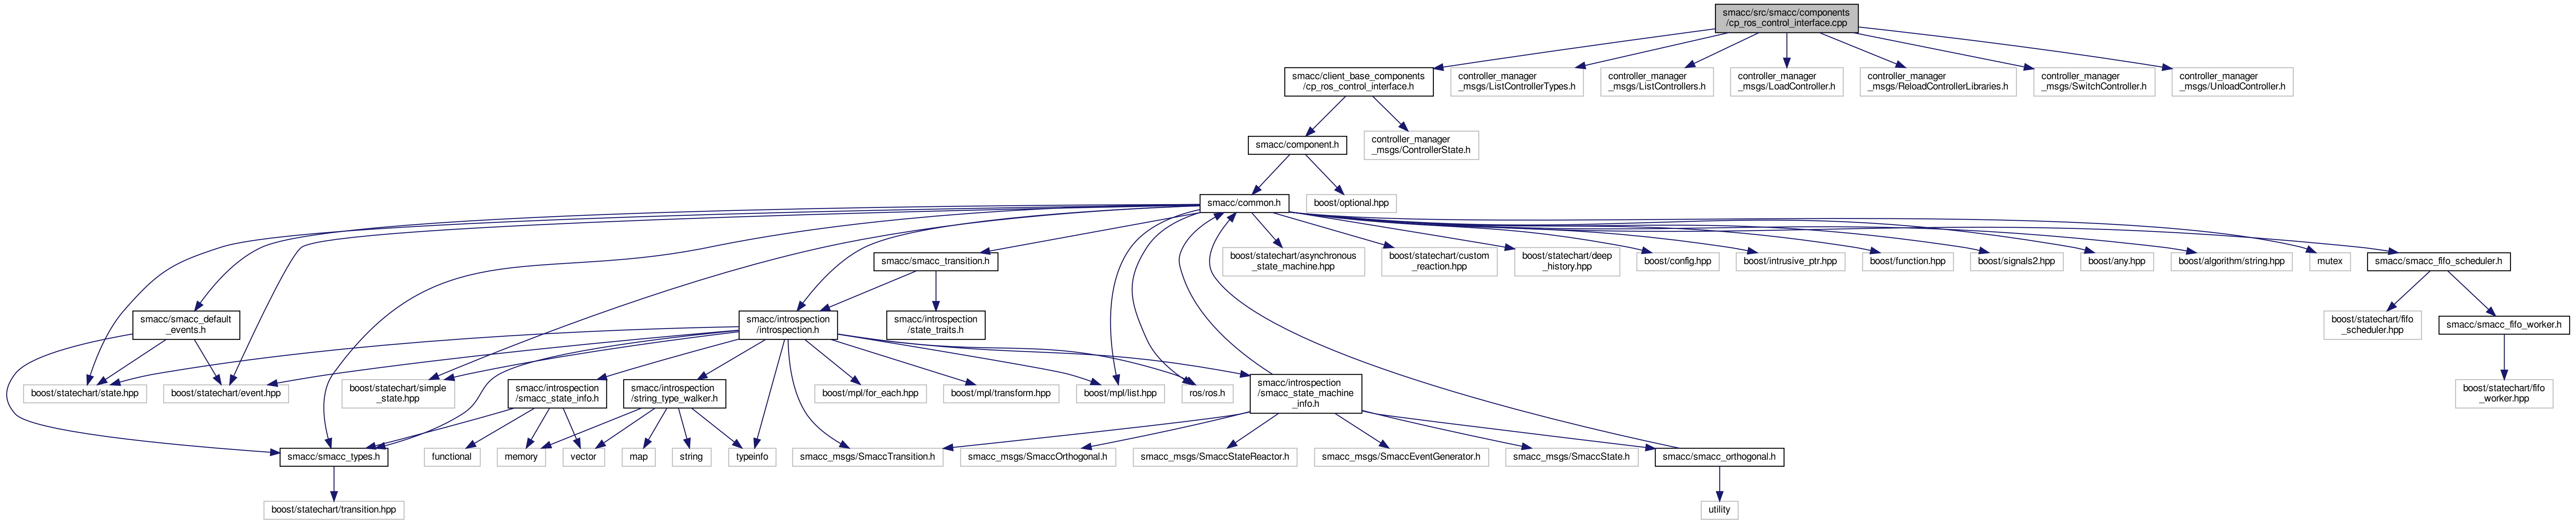 smacc/src/smacc/components
/cp_ros_control_interface.cpp
smacc/client_base_components
/cp_ros_control_interface.h
controller_manager
_msgs/ListControllerTypes.h
controller_manager
_msgs/ListControllers.h
controller_manager
_msgs/LoadController.h
controller_manager
_msgs/ReloadControllerLibraries.h
controller_manager
_msgs/SwitchController.h
controller_manager
_msgs/UnloadController.h
smacc/component.h
controller_manager
_msgs/ControllerState.h
smacc/common.h
boost/optional.hpp
smacc/smacc_transition.h
boost/statechart/asynchronous
_state_machine.hpp
boost/statechart/custom
_reaction.hpp
boost/statechart/deep
_history.hpp
boost/config.hpp
boost/intrusive_ptr.hpp
boost/function.hpp
boost/signals2.hpp
boost/any.hpp
boost/algorithm/string.hpp
mutex
smacc/smacc_fifo_scheduler.h
smacc/smacc_default
_events.h
smacc/introspection
/introspection.h
smacc/introspection
/state_traits.h
boost/statechart/fifo
_scheduler.hpp
smacc/smacc_fifo_worker.h
boost/statechart/state.hpp
boost/statechart/event.hpp
boost/statechart/simple
_state.hpp
smacc/introspection
/smacc_state_info.h
smacc/introspection
/string_type_walker.h
boost/mpl/for_each.hpp
boost/mpl/transform.hpp
boost/mpl/list.hpp
ros/ros.h
smacc/introspection
/smacc_state_machine
_info.h
boost/statechart/fifo
_worker.hpp
smacc/smacc_types.h
functional
memory
vector
map
string
typeinfo
smacc_msgs/SmaccTransition.h
smacc_msgs/SmaccOrthogonal.h
smacc_msgs/SmaccStateReactor.h
smacc_msgs/SmaccEventGenerator.h
smacc_msgs/SmaccState.h
smacc/smacc_orthogonal.h
boost/statechart/transition.hpp
utility